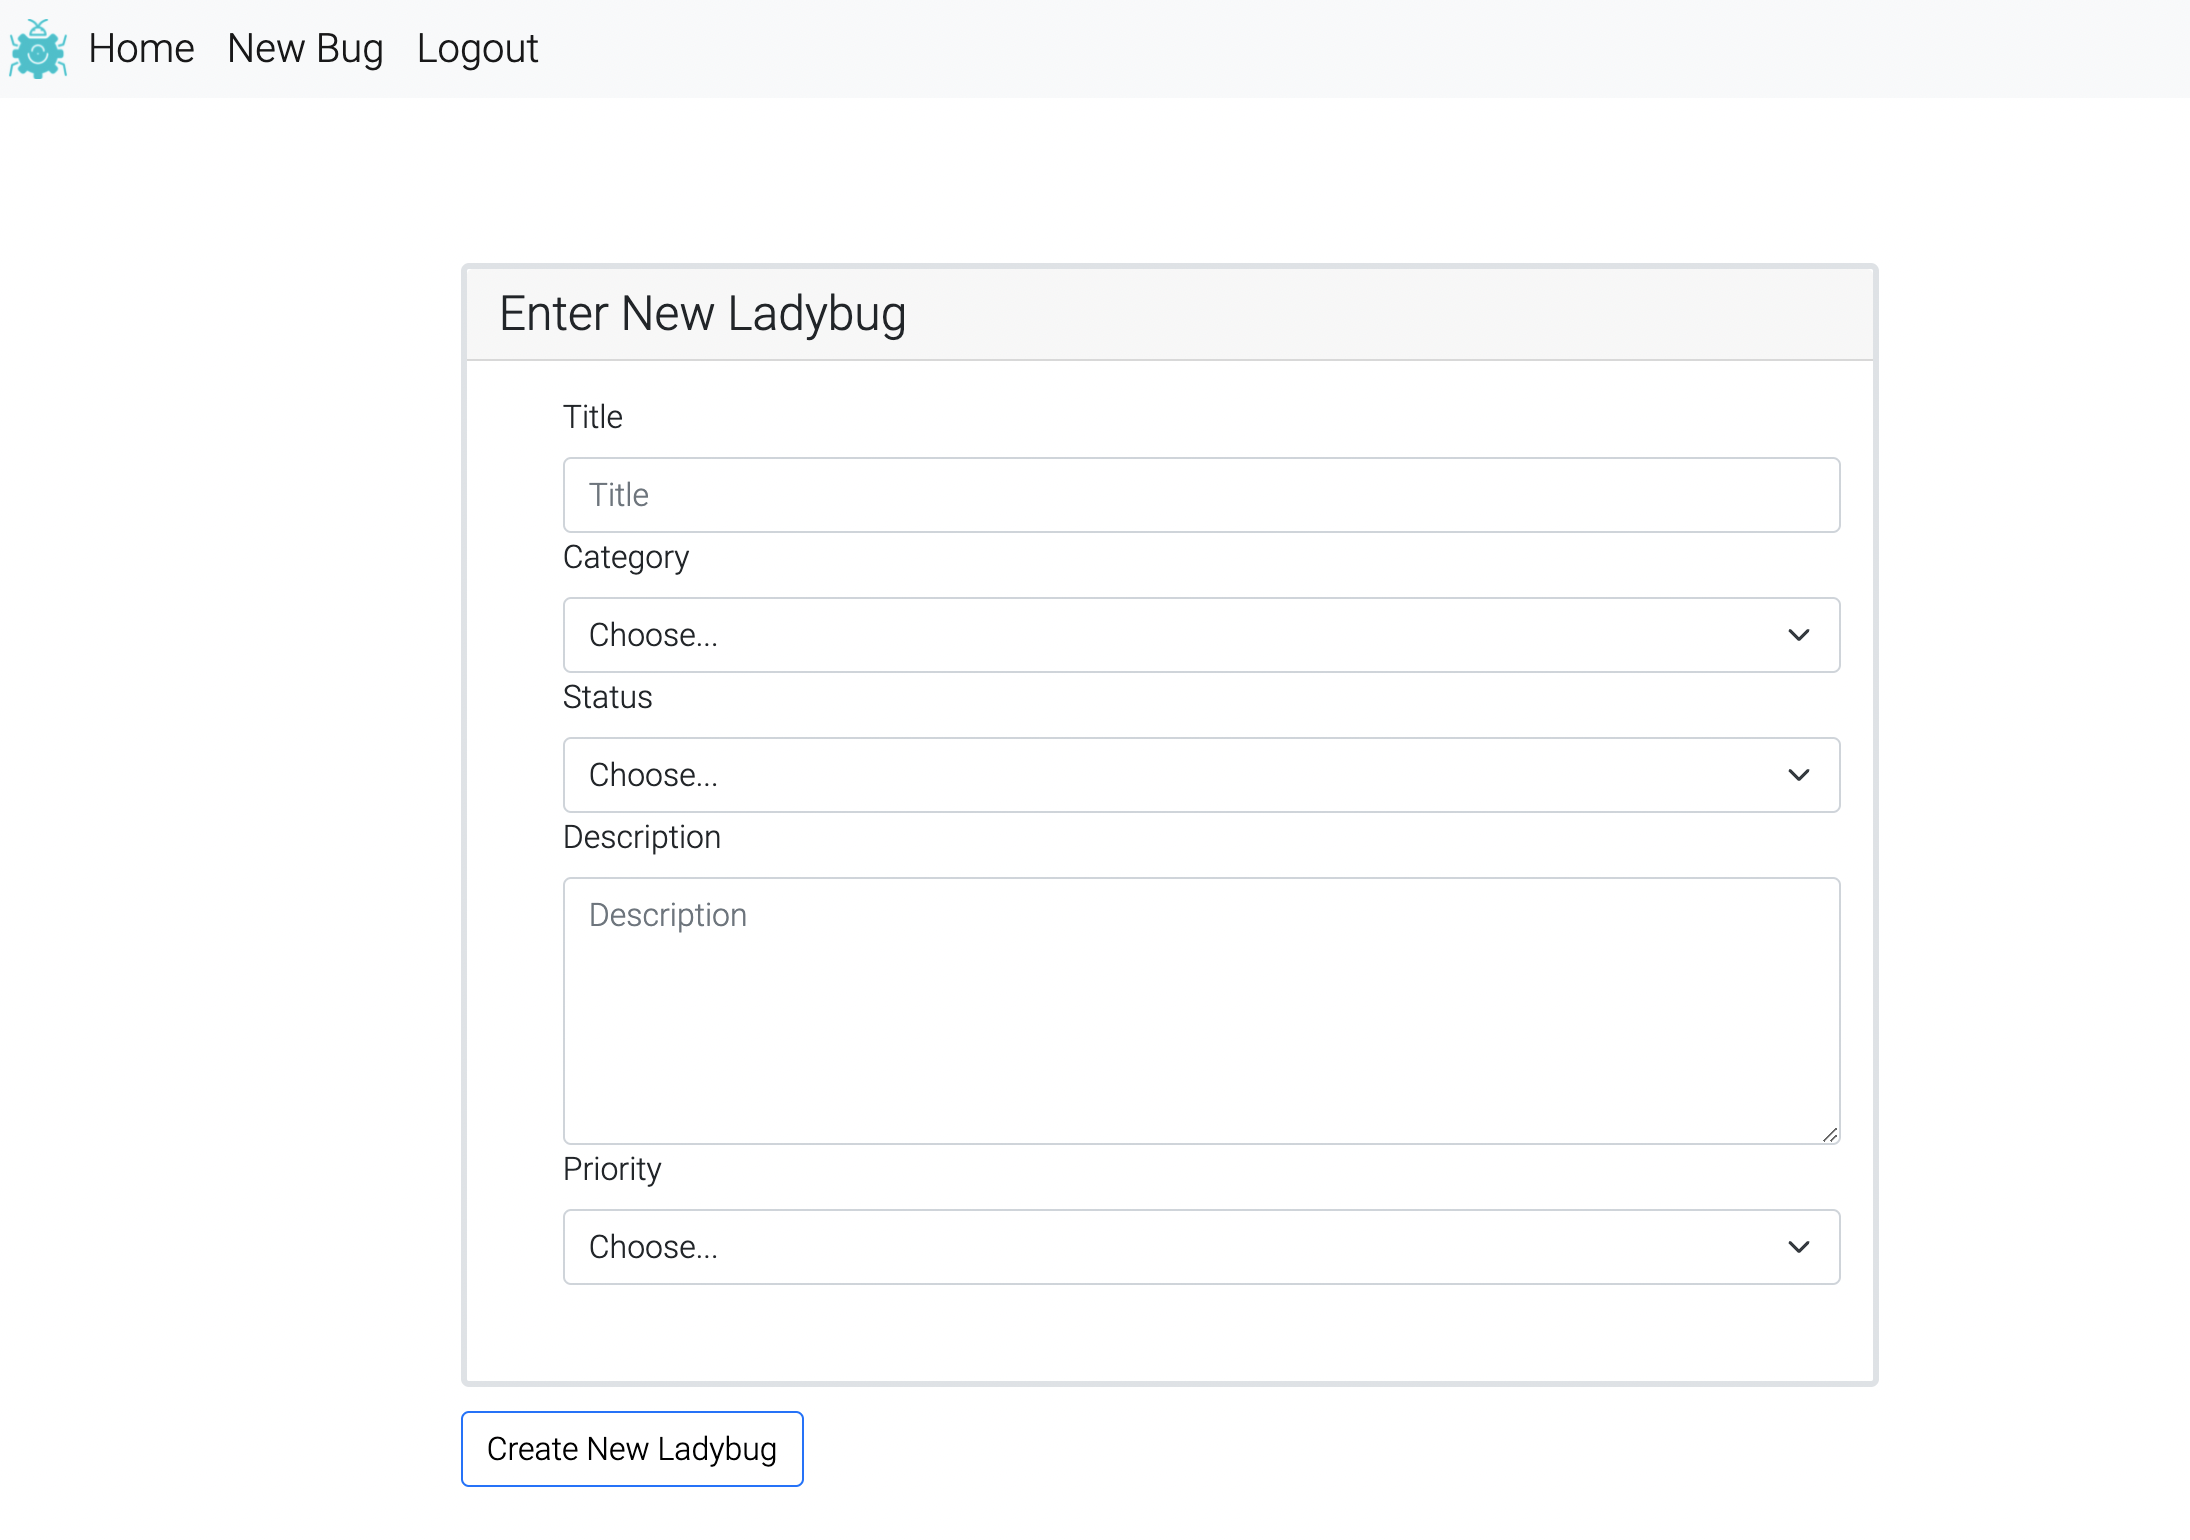 Home New Bug Logout
Enter New Ladybug
Title
Title
Category
Choose...
Status
Choose...
Description
Description
Priority
Choose...
Create New Ladybug